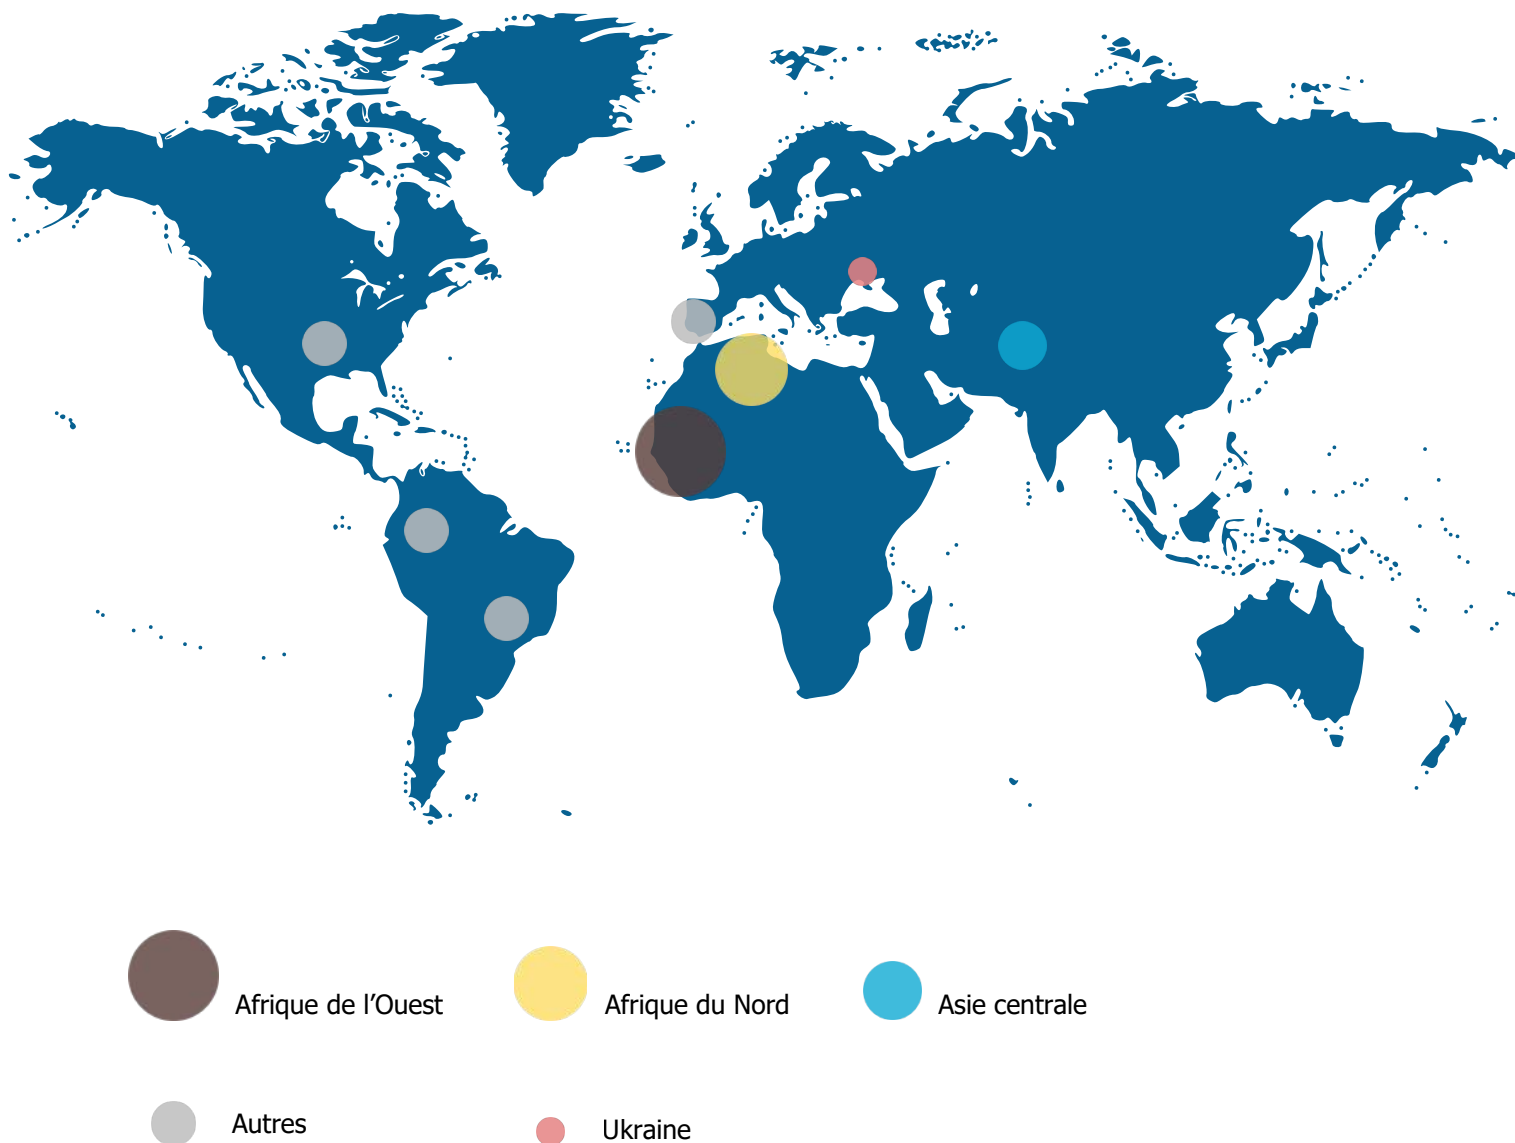 Afrique de l’Ouest
Afrique du Nord
Asie centrale
Autres
Ukraine